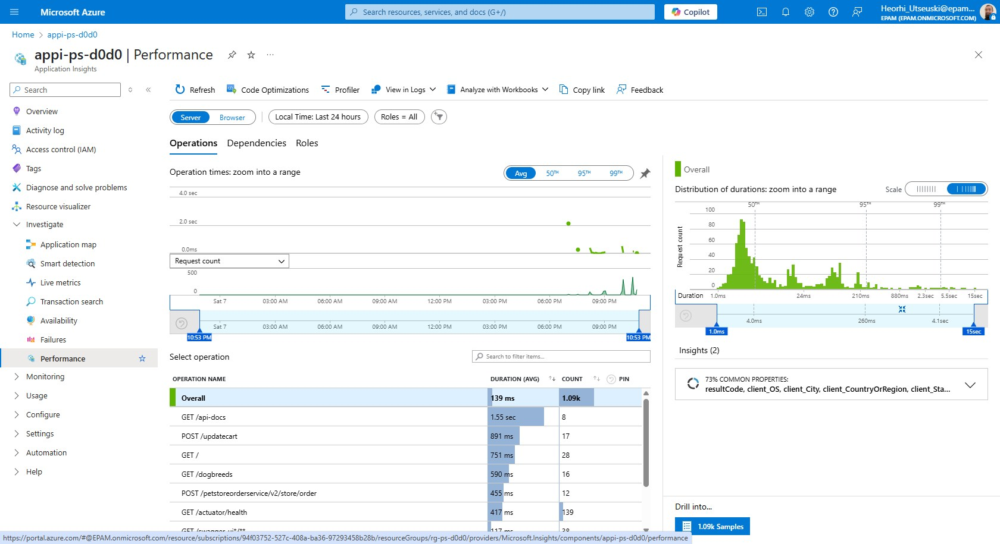 Microsoft Azure
Search resources, services, and docs (G+/)
Copilot
Heorhi_Utseuski@epam...
EPAM (EPAM.ONMICROSOFT.COM)
Home > appi-ps-d0d0
appi-ps-d0d0 | Performance
Application Insights
Search
Refresh
Code Optimizations
Profiler
View in Logs
Analyze with Workbooks
Copy link
Feedback
Overview
Activity log
Access control (IAM)
Tags
Diagnose and solve problems
Resource visualizer
Investigate
Application map
Smart detection
Live metrics
Transaction search
Availability
Failures
Performance
Monitoring
Usage
Configure
Settings
Automation
Help
Server
Browser
Local Time: Last 24 hours
Roles = All
Operations
Dependencies
Roles
Operation times: zoom into a range
Avg
50TH
95TH
99TH
4.0 sec
2.0 sec
0.0ms
Request count
500
0
Sat 7 03:00 AM 06:00 AM 09:00 AM 12:00 PM 03:00 PM 06:00 PM 09:00 PM
Sat 7 03:00 AM 06:00 AM 09:00 AM 12:00 PM 03:00 PM 06:00 PM 09:00 PM
10:53 PM
10:53 PM
Select operation
Search to filter items...
OPERATION NAME DURATION (AVG) COUNT PIN
Overall 139 ms 1.09k
GET /api-docs 1.55 sec 8
POST /updatecart 891 ms 17
GET / 751 ms 28
GET /dogbreeds 590 ms 16
POST /petstoreorderservice/v2/store/order 455 ms 12
GET /actuator/health 417 ms 139
GET /swagger-ui*/** 117 ms 38
Overall
Distribution of durations: zoom into a range
Scale
50TH
95TH
99TH
Request count
100
80
60
40
20
0
Duration 1.0ms 24ms 210ms 880ms 2.3sec 5.5sec 15sec
4.0ms 260ms 4.1sec
1.0ms
15sec
Insights (2)
73% COMMON PROPERTIES:
resultCode, client_OS, client_City, client_CountryOrRegion, client_Sta...
Drill into...
1.09k Samples
https://portal.azure.com/#@EPAM.onmicrosoft.com/resource/subscriptions/94f03752-527c-408a-ba36-97293458b28b/resourceGroups/rg-ps-d0d0/providers/Microsoft.Insights/components/appi-ps-d0d0/performance